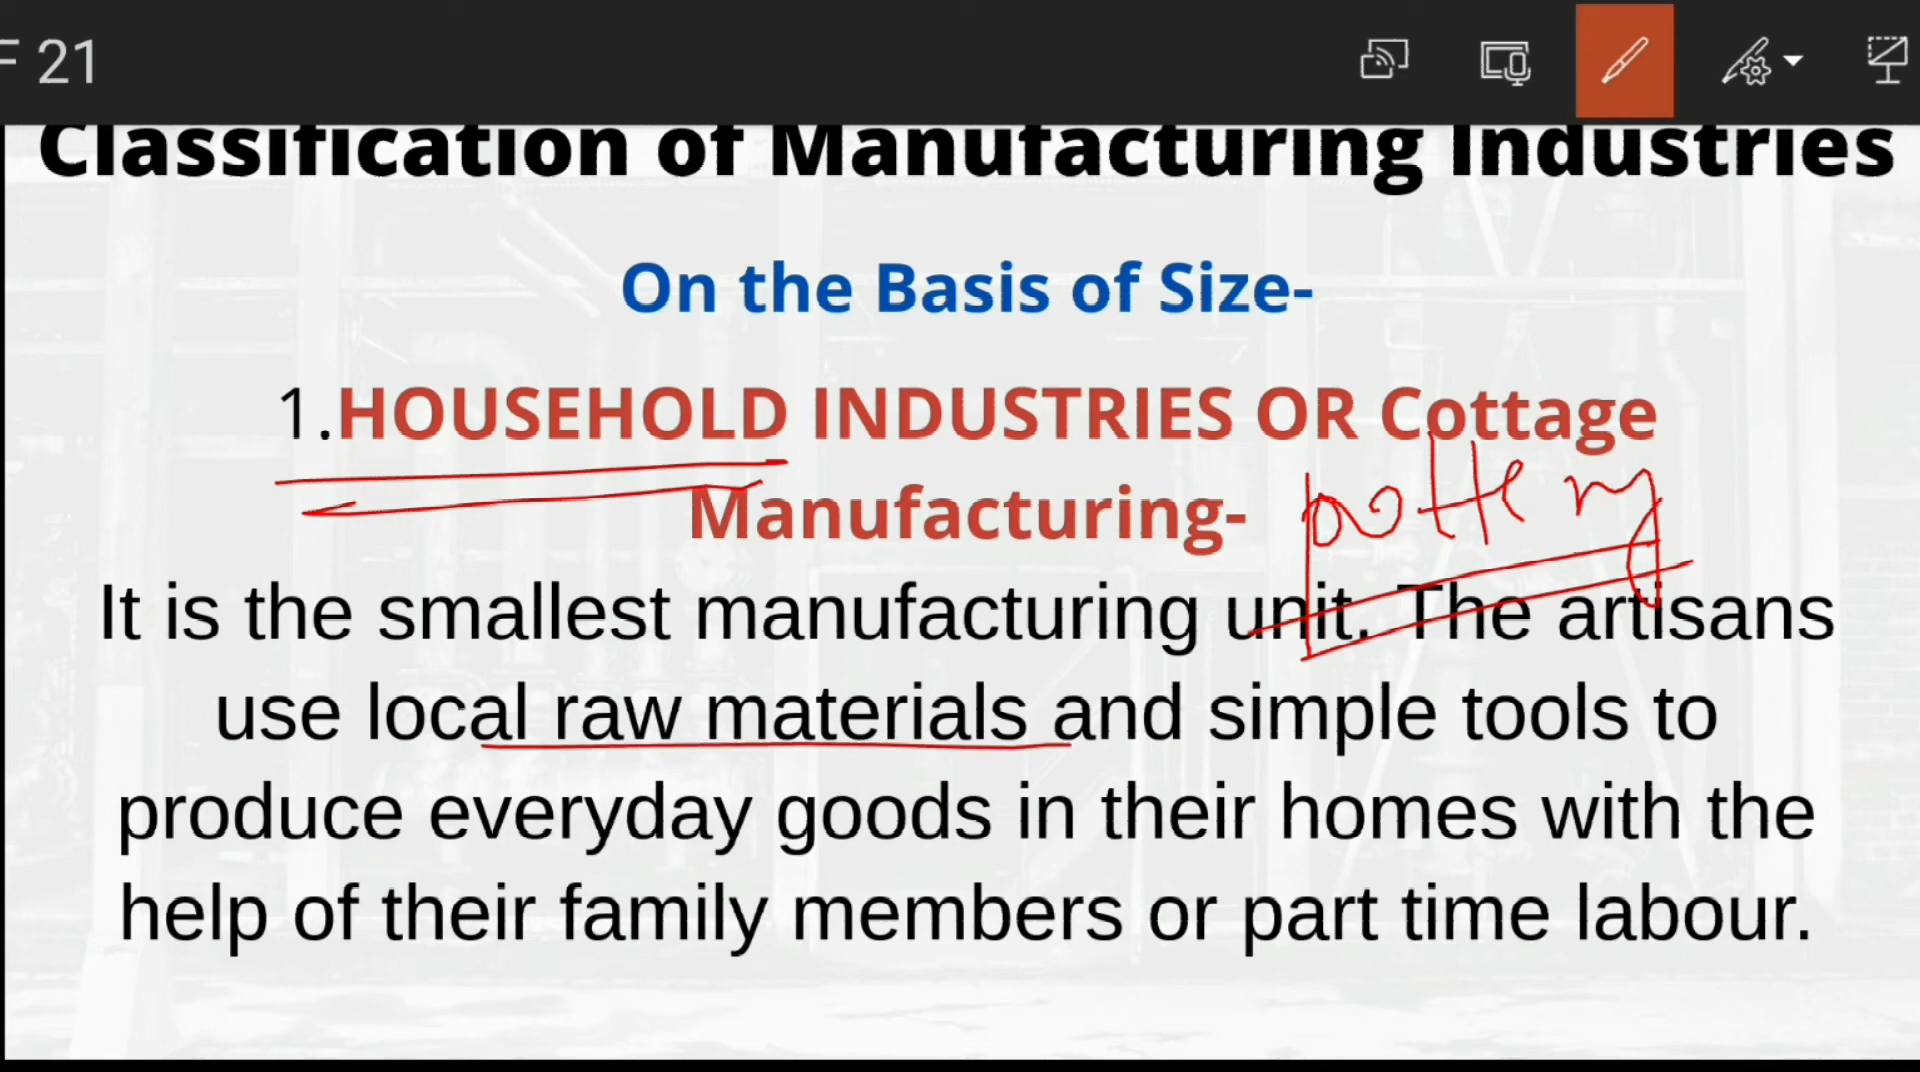 F 21
Classification of Manufacturing Industries
On the Basis of Size-
1.HOUSEHOLD INDUSTRIES OR Cottage
Manufacturing-
pottery
It is the smallest manufacturing unit. The artisans
use local raw materials and simple tools to
produce everyday goods in their homes with the
help of their family members or part time labour.